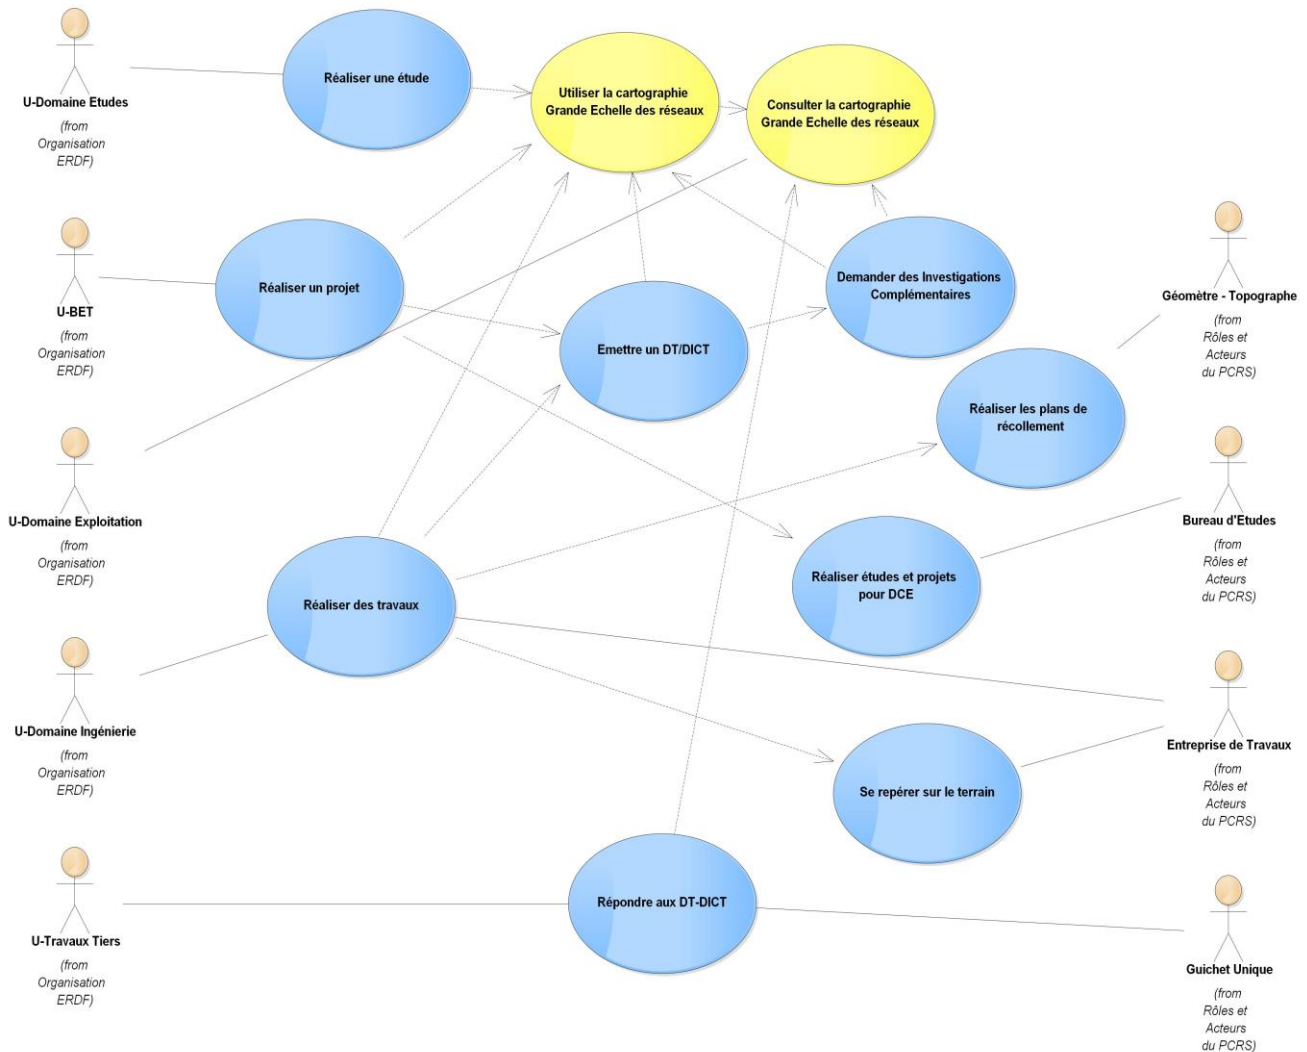 U-Domaine Etudes
(from
Organisation
ERDF)
Réaliser une étude
Utiliser la cartographie
Grande Echelle des réseaux
Consulter la cartographie
Grande Echelle des réseaux
U-BET
(from
Organisation
ERDF)
Réaliser un projet
Demander des Investigations
Complémentaires
Géomètre - Topographe
(from
Rôles et
Acteurs
du PCRS)
Emettre un DT/DICT
Réaliser les plans de
récollement
U-Domaine Exploitation
(from
Organisation
ERDF)
Bureau d'Etudes
(from
Rôles et
Acteurs
du PCRS)
Réaliser études et projets
pour DCE
Réaliser des travaux
U-Domaine Ingénierie
(from
Organisation
ERDF)
Entreprise de Travaux
(from
Rôles et
Acteurs
du PCRS)
Se repérer sur le terrain
Répondre aux DT-DICT
U-Travaux Tiers
(from
Organisation
ERDF)
Guichet Unique
(from
Rôles et
Acteurs
du PCRS)